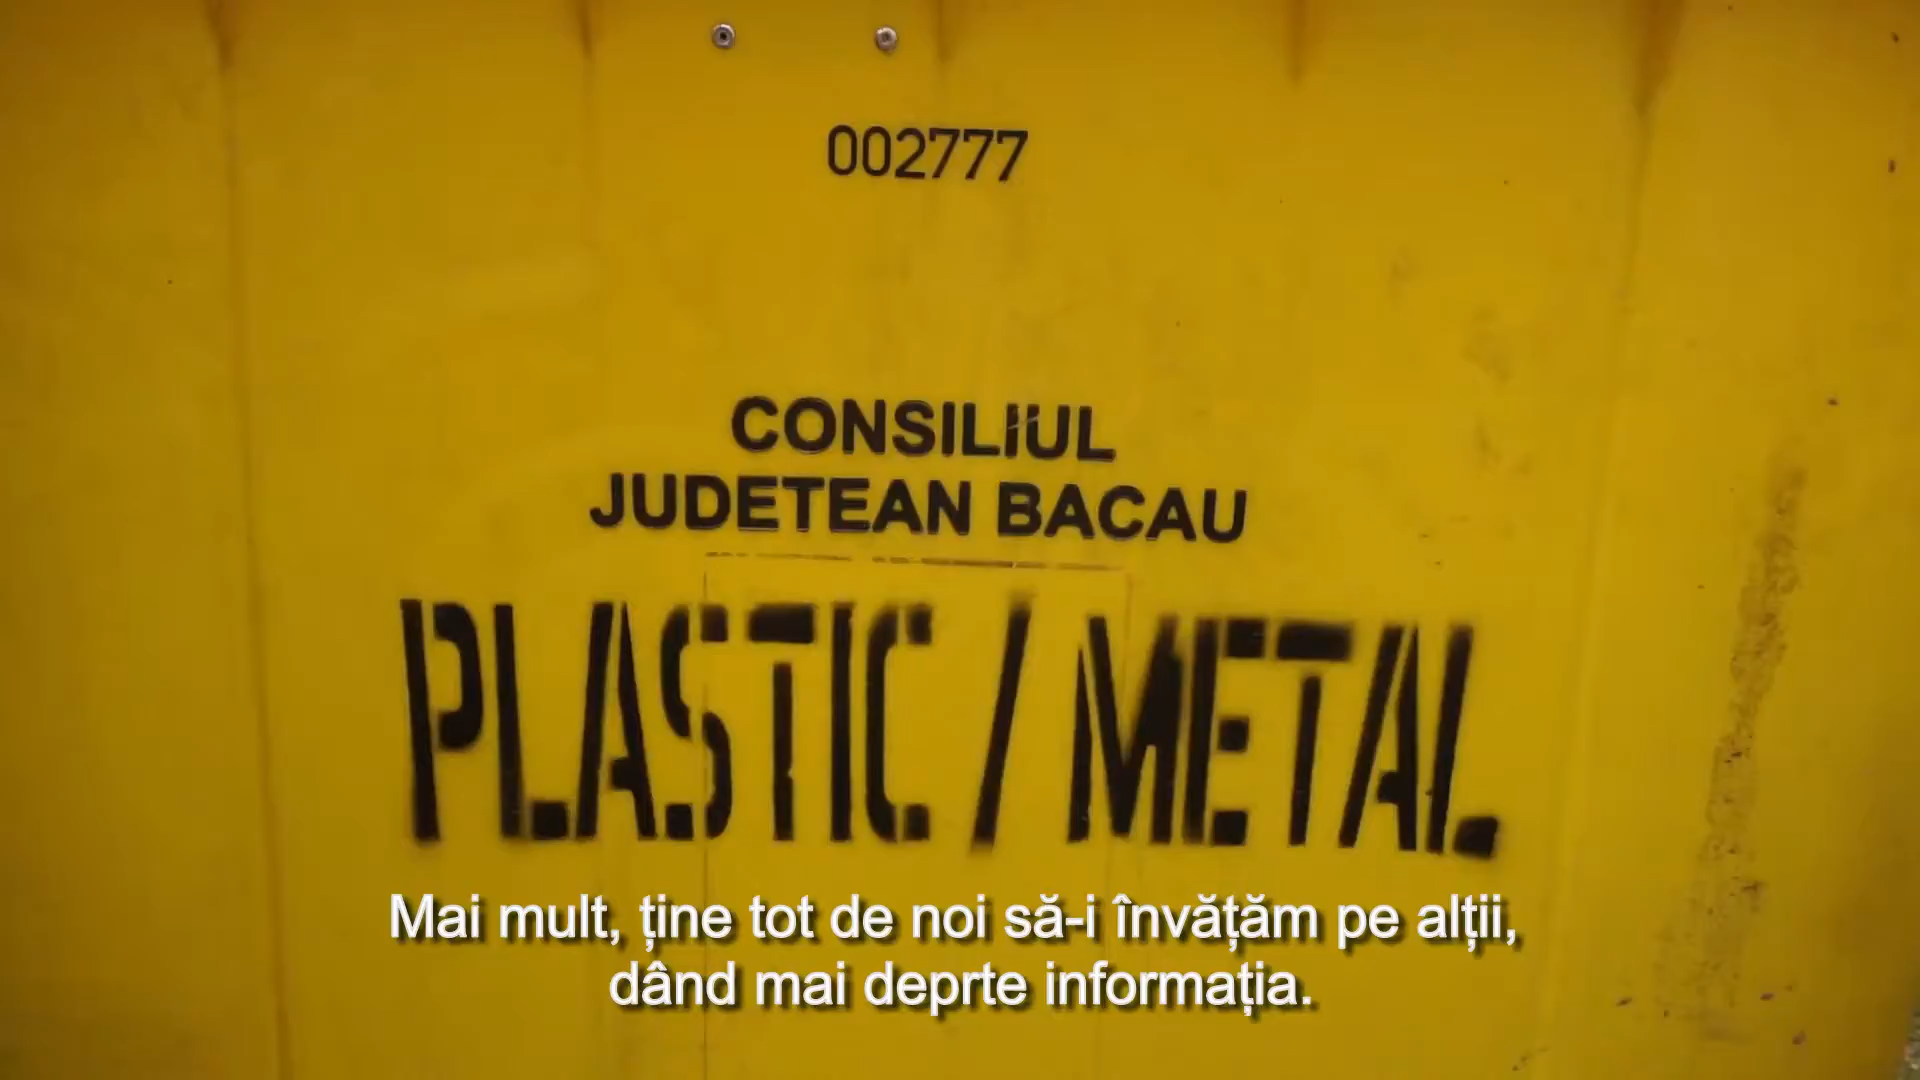 002777
CONSILIUL
JUDETEAN BACAU
PLASTIC / METAL
Mai mult, ține tot de noi să-i învățăm pe alții,
dând mai deprte informația.